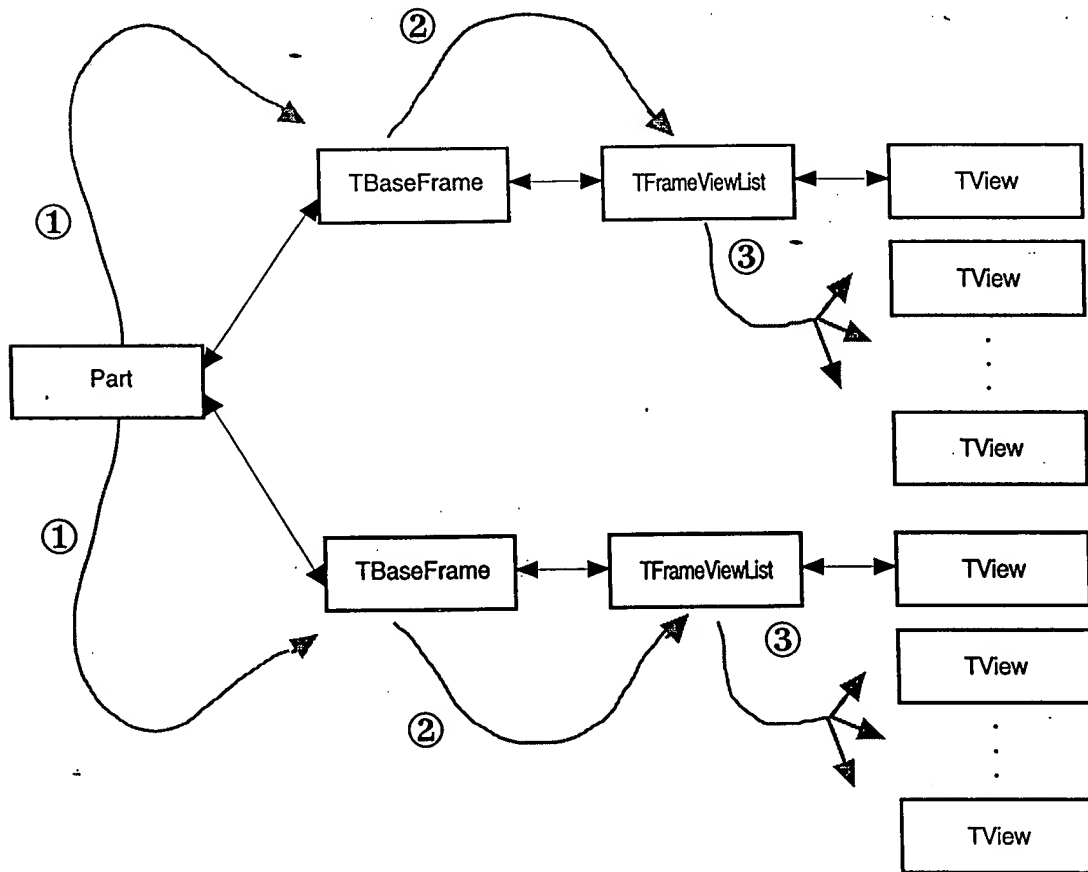 ②
TBaseFrame
TFrameViewList
TView
①
③
TView
Part
TView
①
TBaseFrame
TFrameViewList
TView
③
TView
②
TView